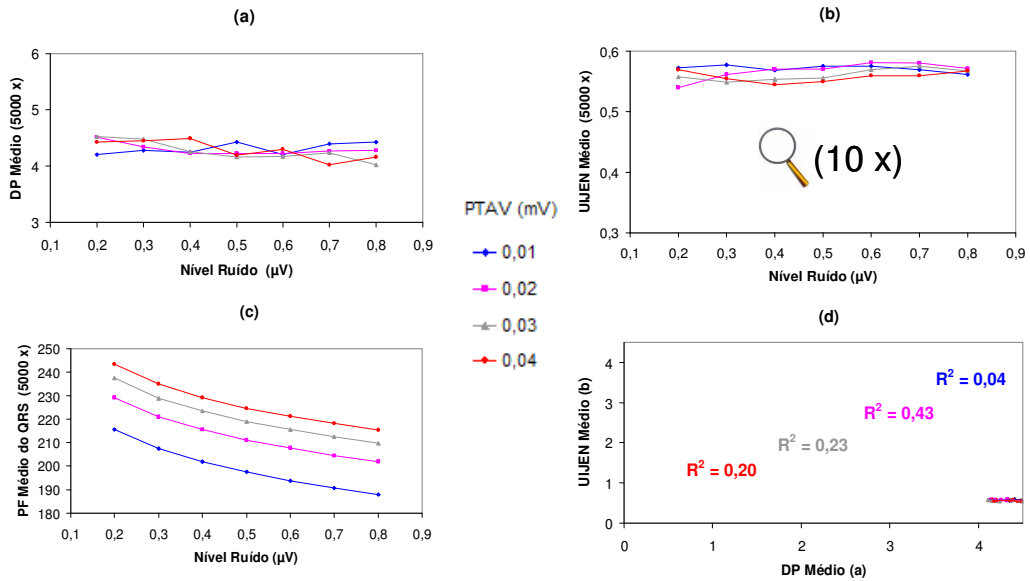 (a)
DP Médio (5000 x)
6
5
4
3
0,1 0,2 0,3 0,4 0,5 0,6 0,7 0,8 0,9
Nível Ruído (µV)
(b)
UIJEN Médio (5000 x)
0,6
0,5
0,4
0,3
(10 x)
0,1 0,2 0,3 0,4 0,5 0,6 0,7 0,8 0,9
Nível Ruído (µV)
PTAV (mV)
0,01
0,02
0,03
0,04
(c)
PF Médio do QRS (5000 x)
250
240
230
220
210
200
190
180
0,1 0,2 0,3 0,4 0,5 0,6 0,7 0,8 0,9
Nível Ruído (µV)
(d)
UIJEN Médio (b)
4
3
2
1
0
R² = 0,04
R² = 0,43
R² = 0,23
R² = 0,20
0 1 2 3 4
DP Médio (a)